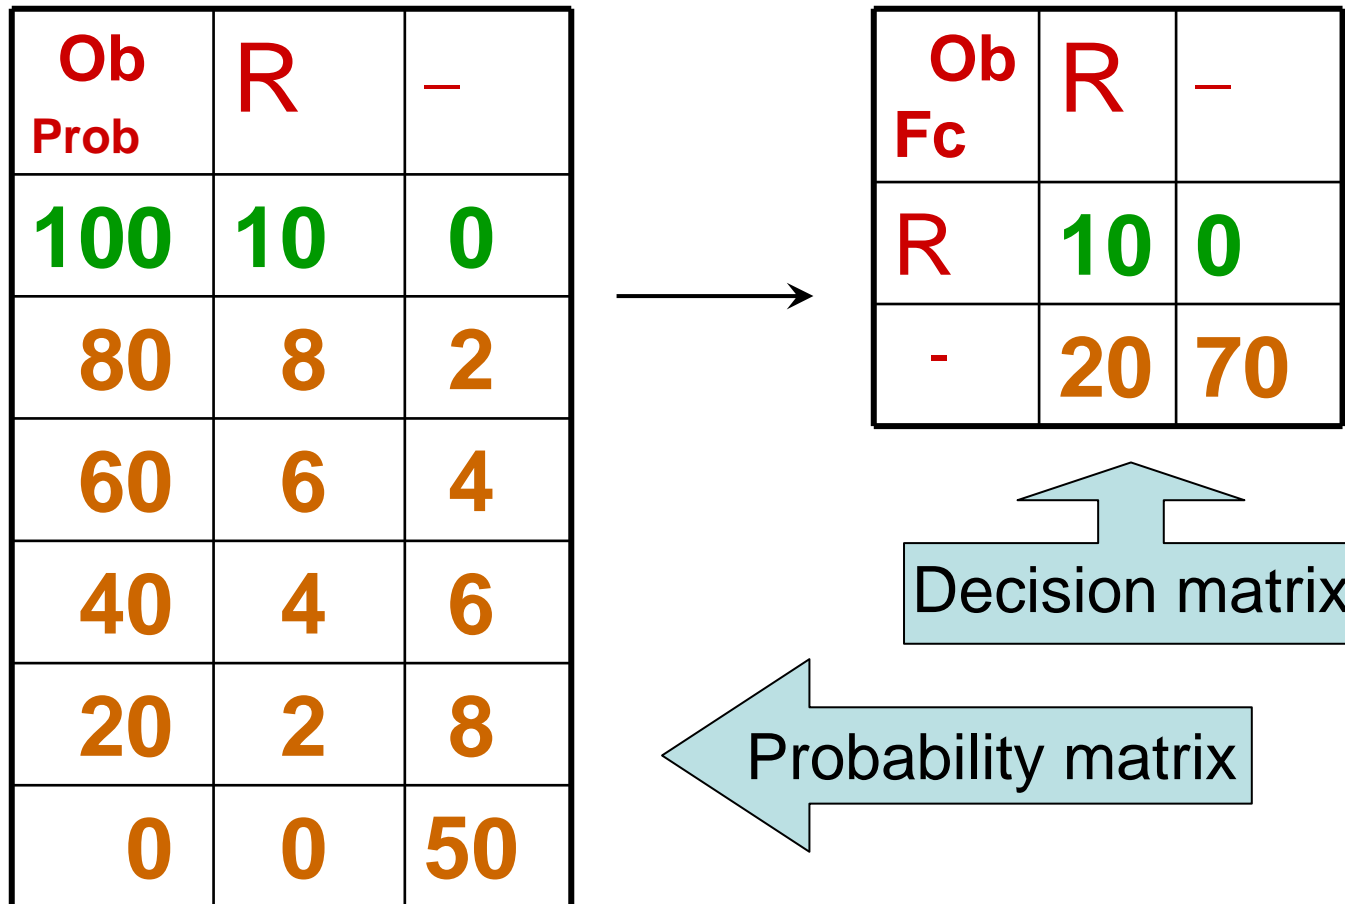 Ob R –
Prob
100 10 0
80 8 2
60 6 4
40 4 6
20 2 8
0 0 50
Ob R –
Fc
R 10 0
- 20 70
Decision matrix
Probability matrix